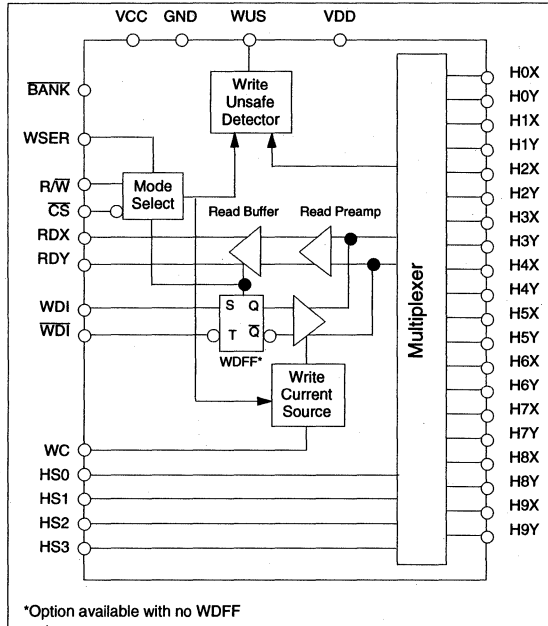 VCC GND WUS VDD
BANK
WSER
R/W
CS
RDX
RDY
WDI
WDI
WC
HS0
HS1
HS2
HS3
Write
Unsafe
Detector
Mode
Select
Read Buffer Read Preamp
S Q
T Q
WDFF*
Write
Current
Source
Multiplexer
H0X
H0Y
H1X
H1Y
H2X
H2Y
H3X
H3Y
H4X
H4Y
H5X
H5Y
H6X
H6Y
H7X
H7Y
H8X
H8Y
H9X
H9Y
*Option available with no WDFF